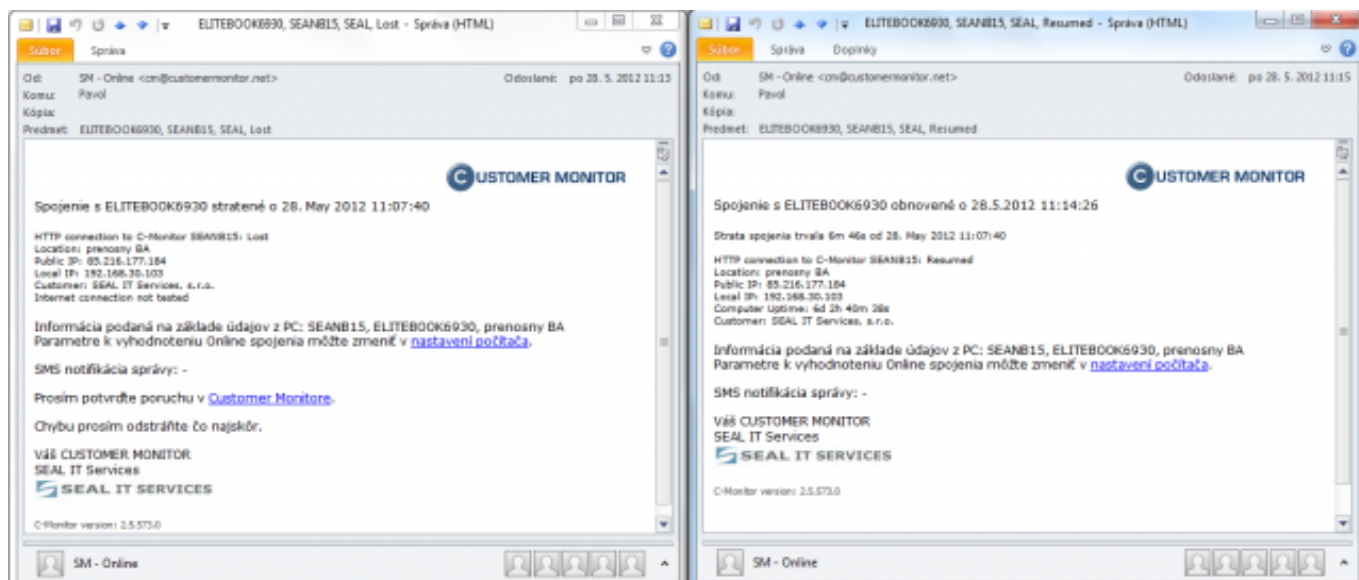 ELITEBOOK6930, SEANB15, SEAL, Lost - Správa (HTML)
Súbor Správa
Od: SM - Online <cm@customermonitor.net> Odoslané: po 28. 5. 2012 11:13
Komu: Pavol
Kópia:
Predmet: ELITEBOOK6930, SEANB15, SEAL, Lost
CUSTOMER MONITOR
Spojenie s ELITEBOOK6930 stratené o 28. May 2012 11:07:40
HTTP connection to C-Monitor SEANB15: Lost
Location: prenosny BA
Public IP: 85.216.177.184
Local IP: 192.168.30.103
Customer: SEAL IT Services, s.r.o.
Internet connection not tested
Informácia podaná na základe údajov z PC: SEANB15, ELITEBOOK6930, prenosny BA
Parametre k vyhodnoteniu Online spojenia môžte zmeniť v nastavení počítača.
SMS notifikácia správy: -
Prosím potvrďte poruchu v Customer Monitore.
Chybu prosím odstráňte čo najskôr.
Váš CUSTOMER MONITOR
SEAL IT Services
SEAL IT SERVICES
C-Monitor version: 2.5.573.0
SM - Online
ELITEBOOK6930, SEANB15, SEAL, Resumed - Správa (HTML)
Súbor Správa Doplnky
Od: SM - Online <cm@customermonitor.net> Odoslané: po 28. 5. 2012 11:15
Komu: Pavol
Kópia:
Predmet: ELITEBOOK6930, SEANB15, SEAL, Resumed
CUSTOMER MONITOR
Spojenie s ELITEBOOK6930 obnovené o 28.5.2012 11:14:26
Strata spojenia trvala 6m 46s od 28. May 2012 11:07:40
HTTP connection to C-Monitor SEANB15: Resumed
Location: prenosny BA
Public IP: 85.216.177.184
Local IP: 192.168.30.103
Computer Uptime: 6d 2h 40m 28s
Customer: SEAL IT Services, s.r.o.
Informácia podaná na základe údajov z PC: SEANB15, ELITEBOOK6930, prenosny BA
Parametre k vyhodnoteniu Online spojenia môžte zmeniť v nastavení počítača.
SMS notifikácia správy: -
Váš CUSTOMER MONITOR
SEAL IT Services
SEAL IT SERVICES
C-Monitor version: 2.5.573.0
SM - Online